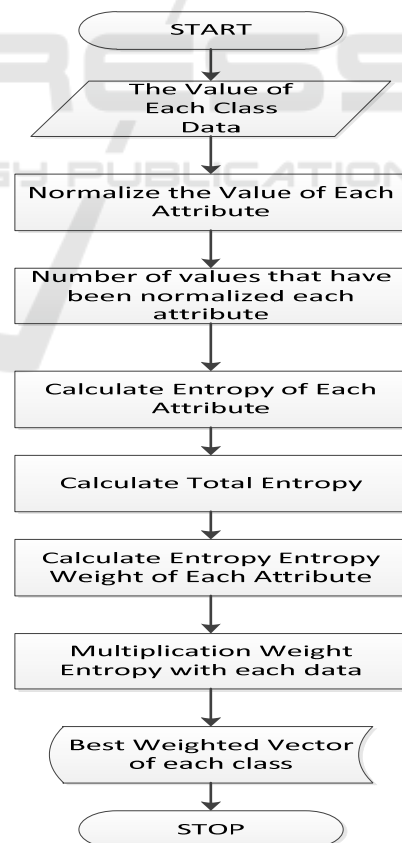 START
The Value of
Each Class
Data
Normalize the Value of Each
Attribute
Number of values that have
been normalized each
attribute
Calculate Entropy of Each
Attribute
Calculate Total Entropy
Calculate Entropy Entropy
Weight of Each Attribute
Multiplication Weight
Entropy with each data
Best Weighted Vector
of each class
STOP